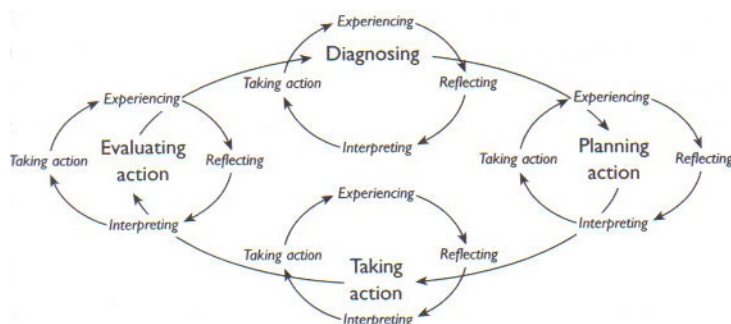 Experiencing
Diagnosing
Taking action
Reflecting
Interpreting
Experiencing
Evaluating
action
Taking action
Reflecting
Interpreting
Experiencing
Planning
action
Taking action
Reflecting
Interpreting
Experiencing
Taking action
Reflecting
Taking
action
Interpreting